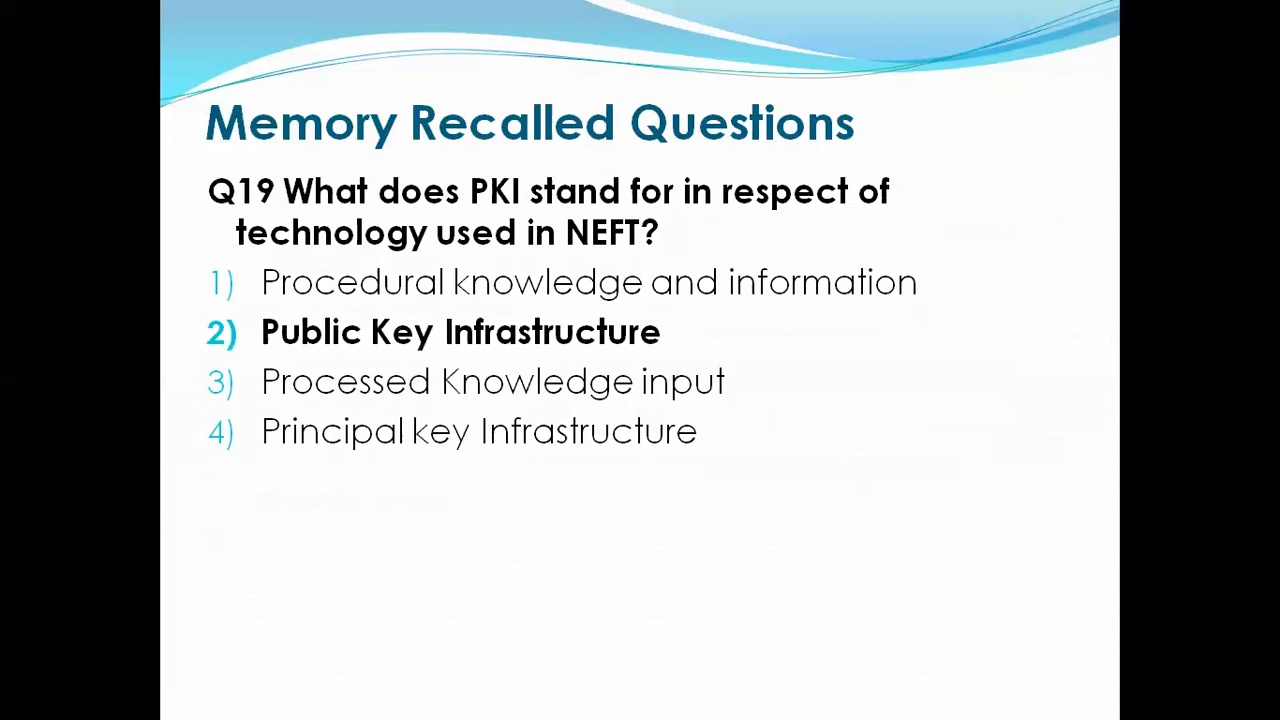 Memory Recalled Questions
Q19 What does PKI stand for in respect of
technology used in NEFT?
1) Procedural knowledge and information
2) Public Key Infrastructure
3) Processed Knowledge input
4) Principal key Infrastructure